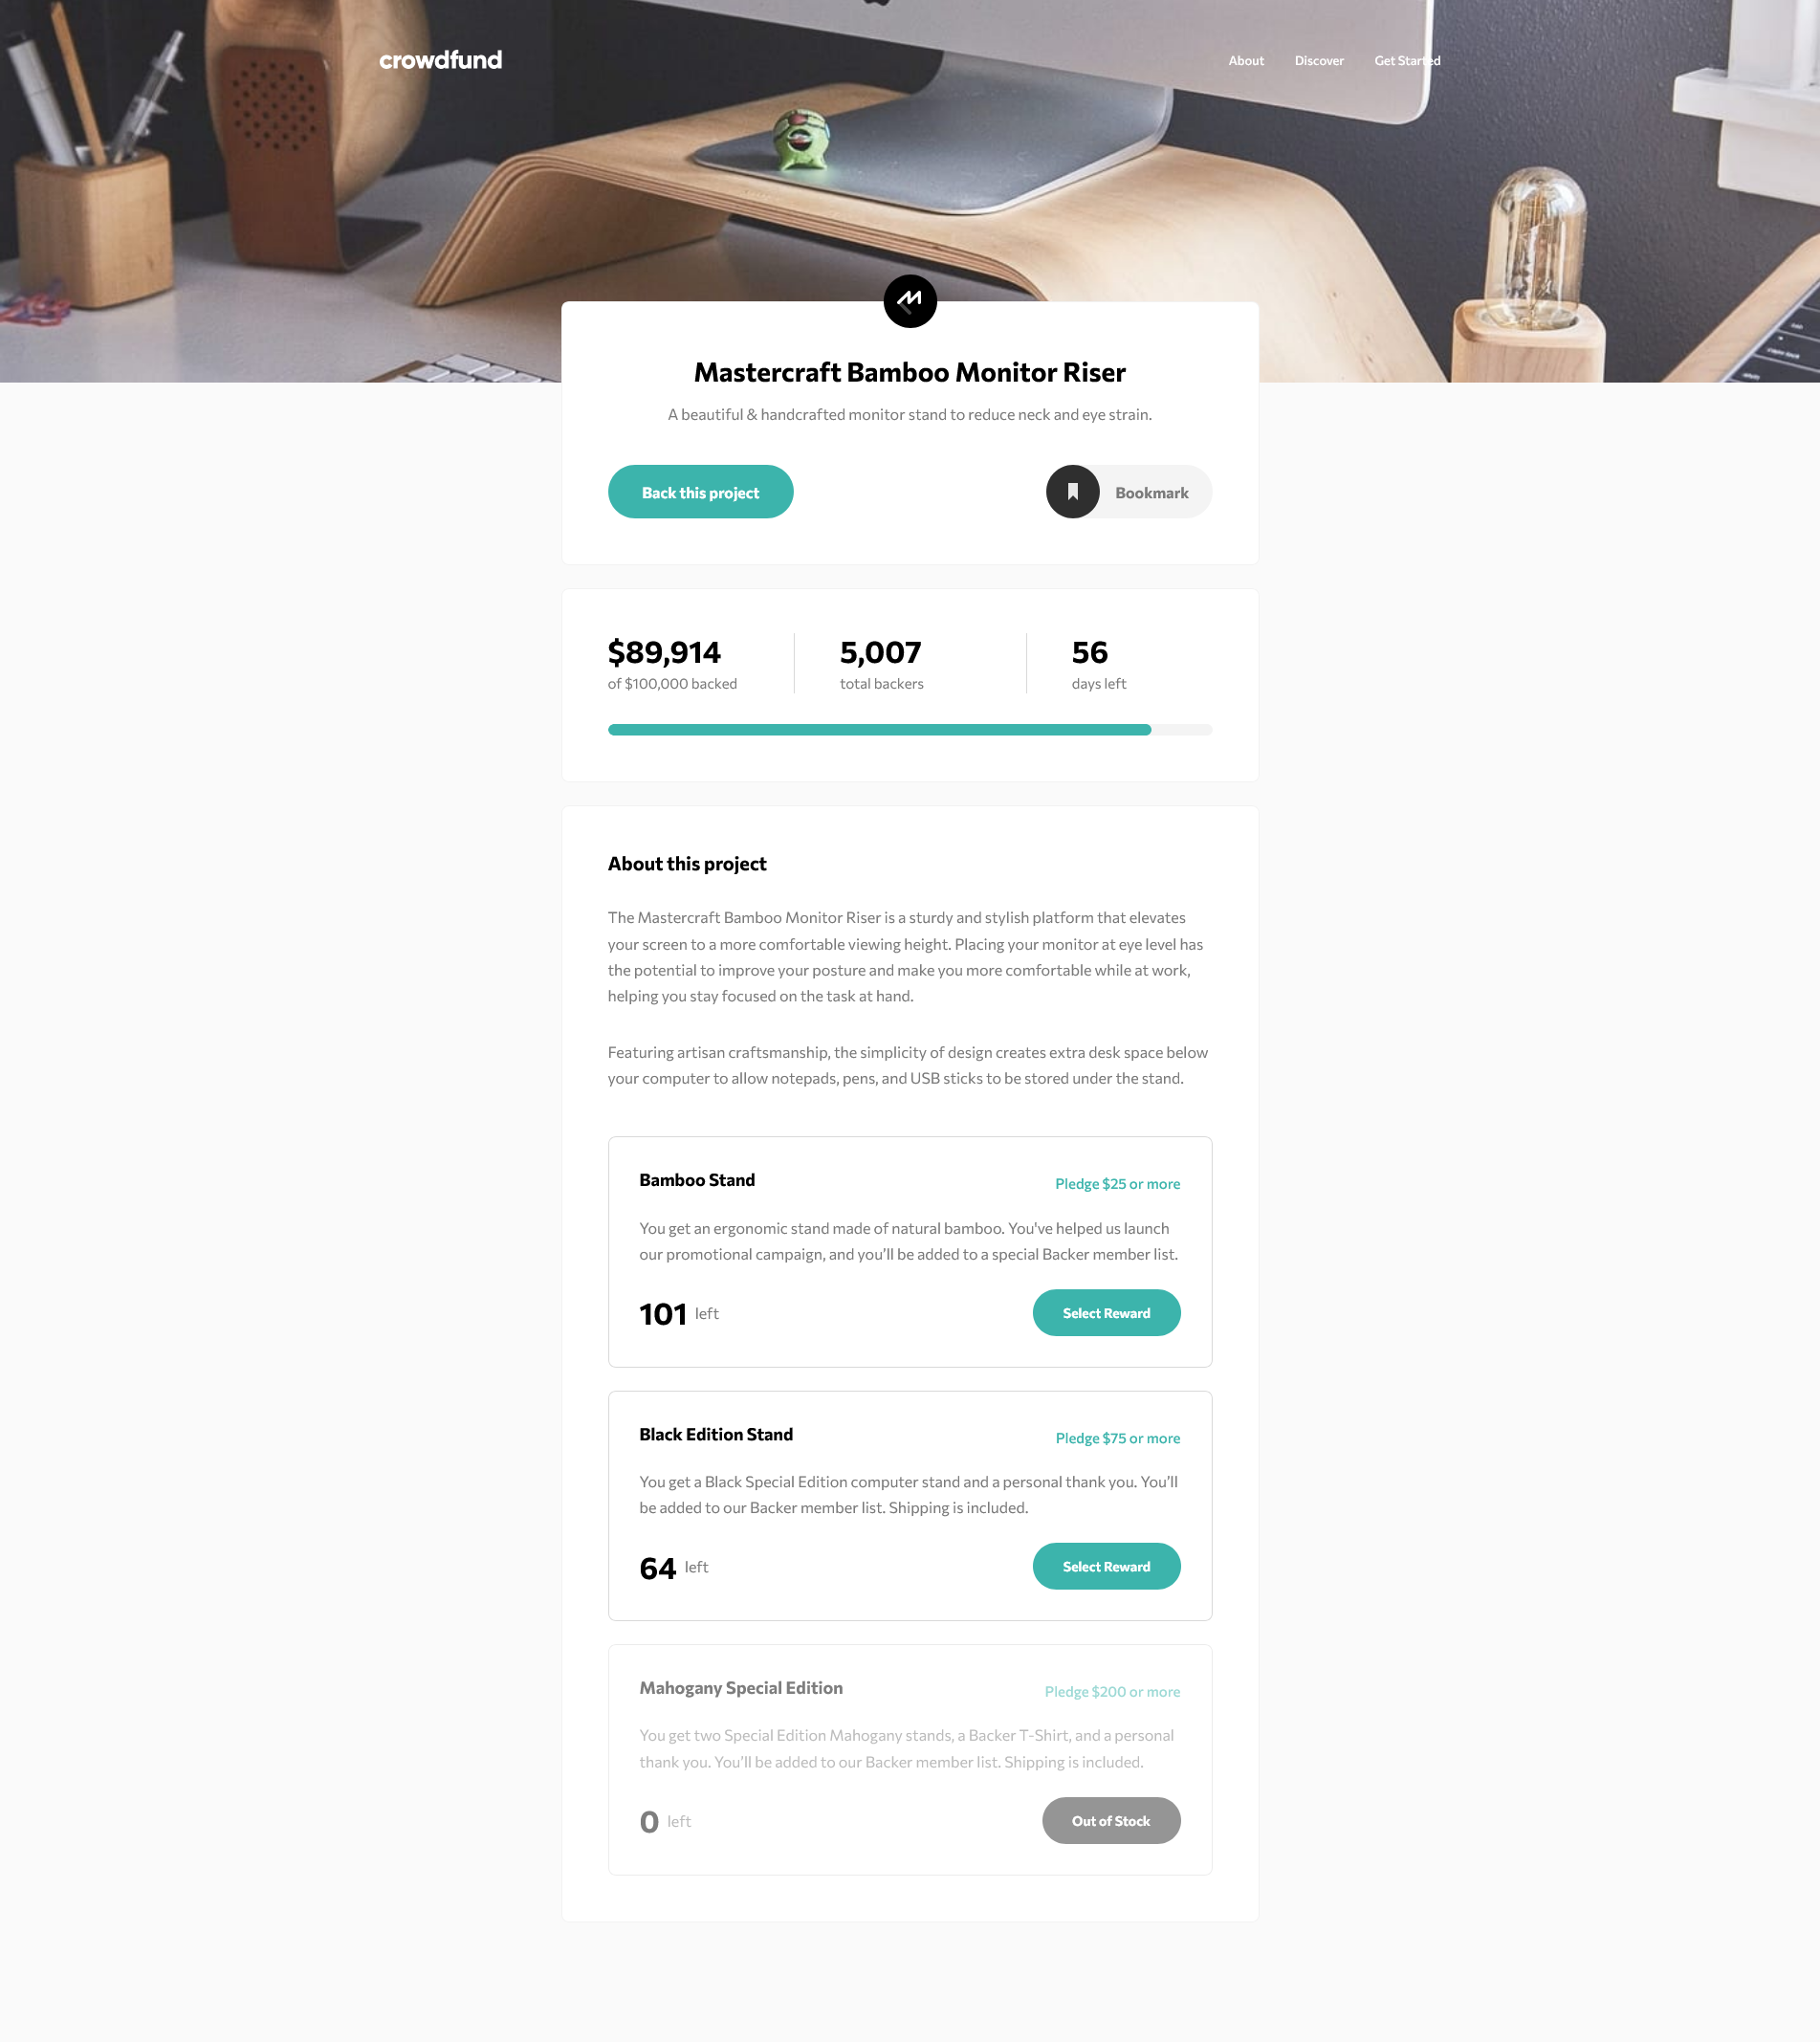 crowdfund
About Discover Get Started
Mastercraft Bamboo Monitor Riser
A beautiful & handcrafted monitor stand to reduce neck and eye strain.
Back this project
Bookmark
$89,914
of $100,000 backed
5,007
total backers
56
days left
About this project
The Mastercraft Bamboo Monitor Riser is a sturdy and stylish platform that elevates
your screen to a more comfortable viewing height. Placing your monitor at eye level has
the potential to improve your posture and make you more comfortable while at work,
helping you stay focused on the task at hand.
Featuring artisan craftsmanship, the simplicity of design creates extra desk space below
your computer to allow notepads, pens, and USB sticks to be stored under the stand.
Bamboo Stand
Pledge $25 or more
You get an ergonomic stand made of natural bamboo. You've helped us launch
our promotional campaign, and you'll be added to a special Backer member list.
101 left
Select Reward
Black Edition Stand
Pledge $75 or more
You get a Black Special Edition computer stand and a personal thank you. You'll
be added to our Backer member list. Shipping is included.
64 left
Select Reward
Mahogany Special Edition
Pledge $200 or more
You get two Special Edition Mahogany stands, a Backer T-Shirt, and a personal
thank you. You'll be added to our Backer member list. Shipping is included.
0 left
Out of Stock